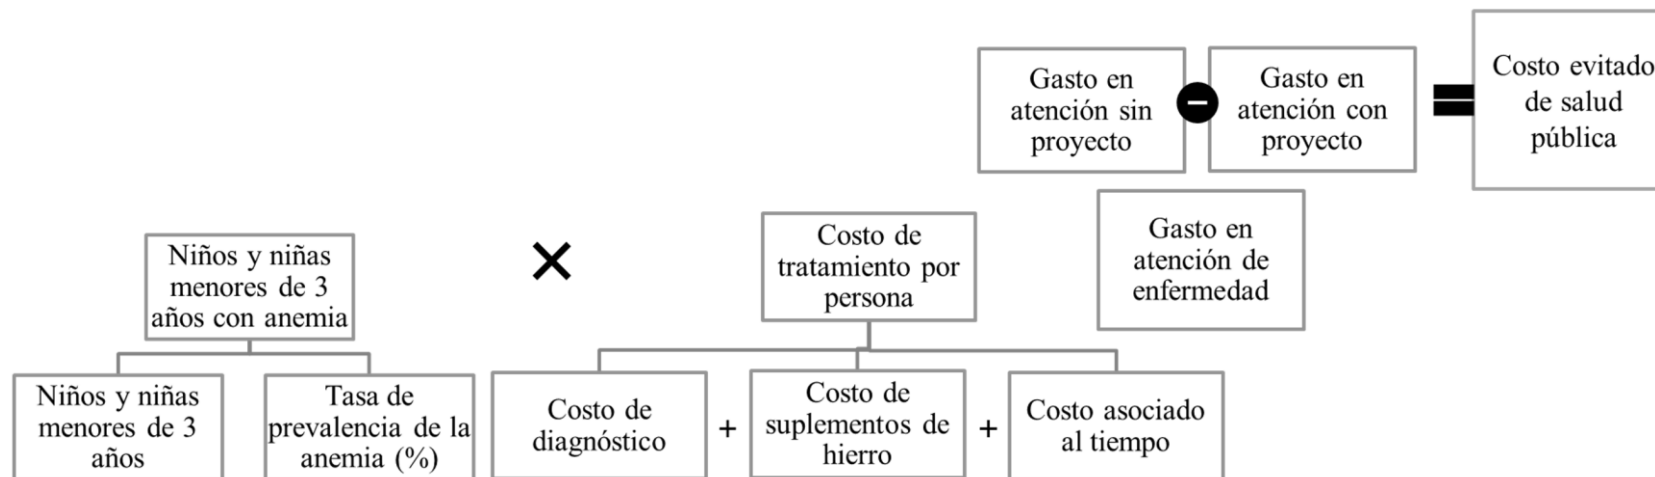 Gasto en
atención sin
proyecto
−
Gasto en
atención con
proyecto
=
Costo evitado
de salud
pública
Niños y niñas
menores de 3
años con anemia
×
Costo de
tratamiento por
persona
Gasto en
atención de
enfermedad
Niños y niñas
menores de 3
años
Tasa de
prevalencia de la
anemia (%)
Costo de
diagnóstico
+
Costo de
suplementos de
hierro
+
Costo asociado
al tiempo